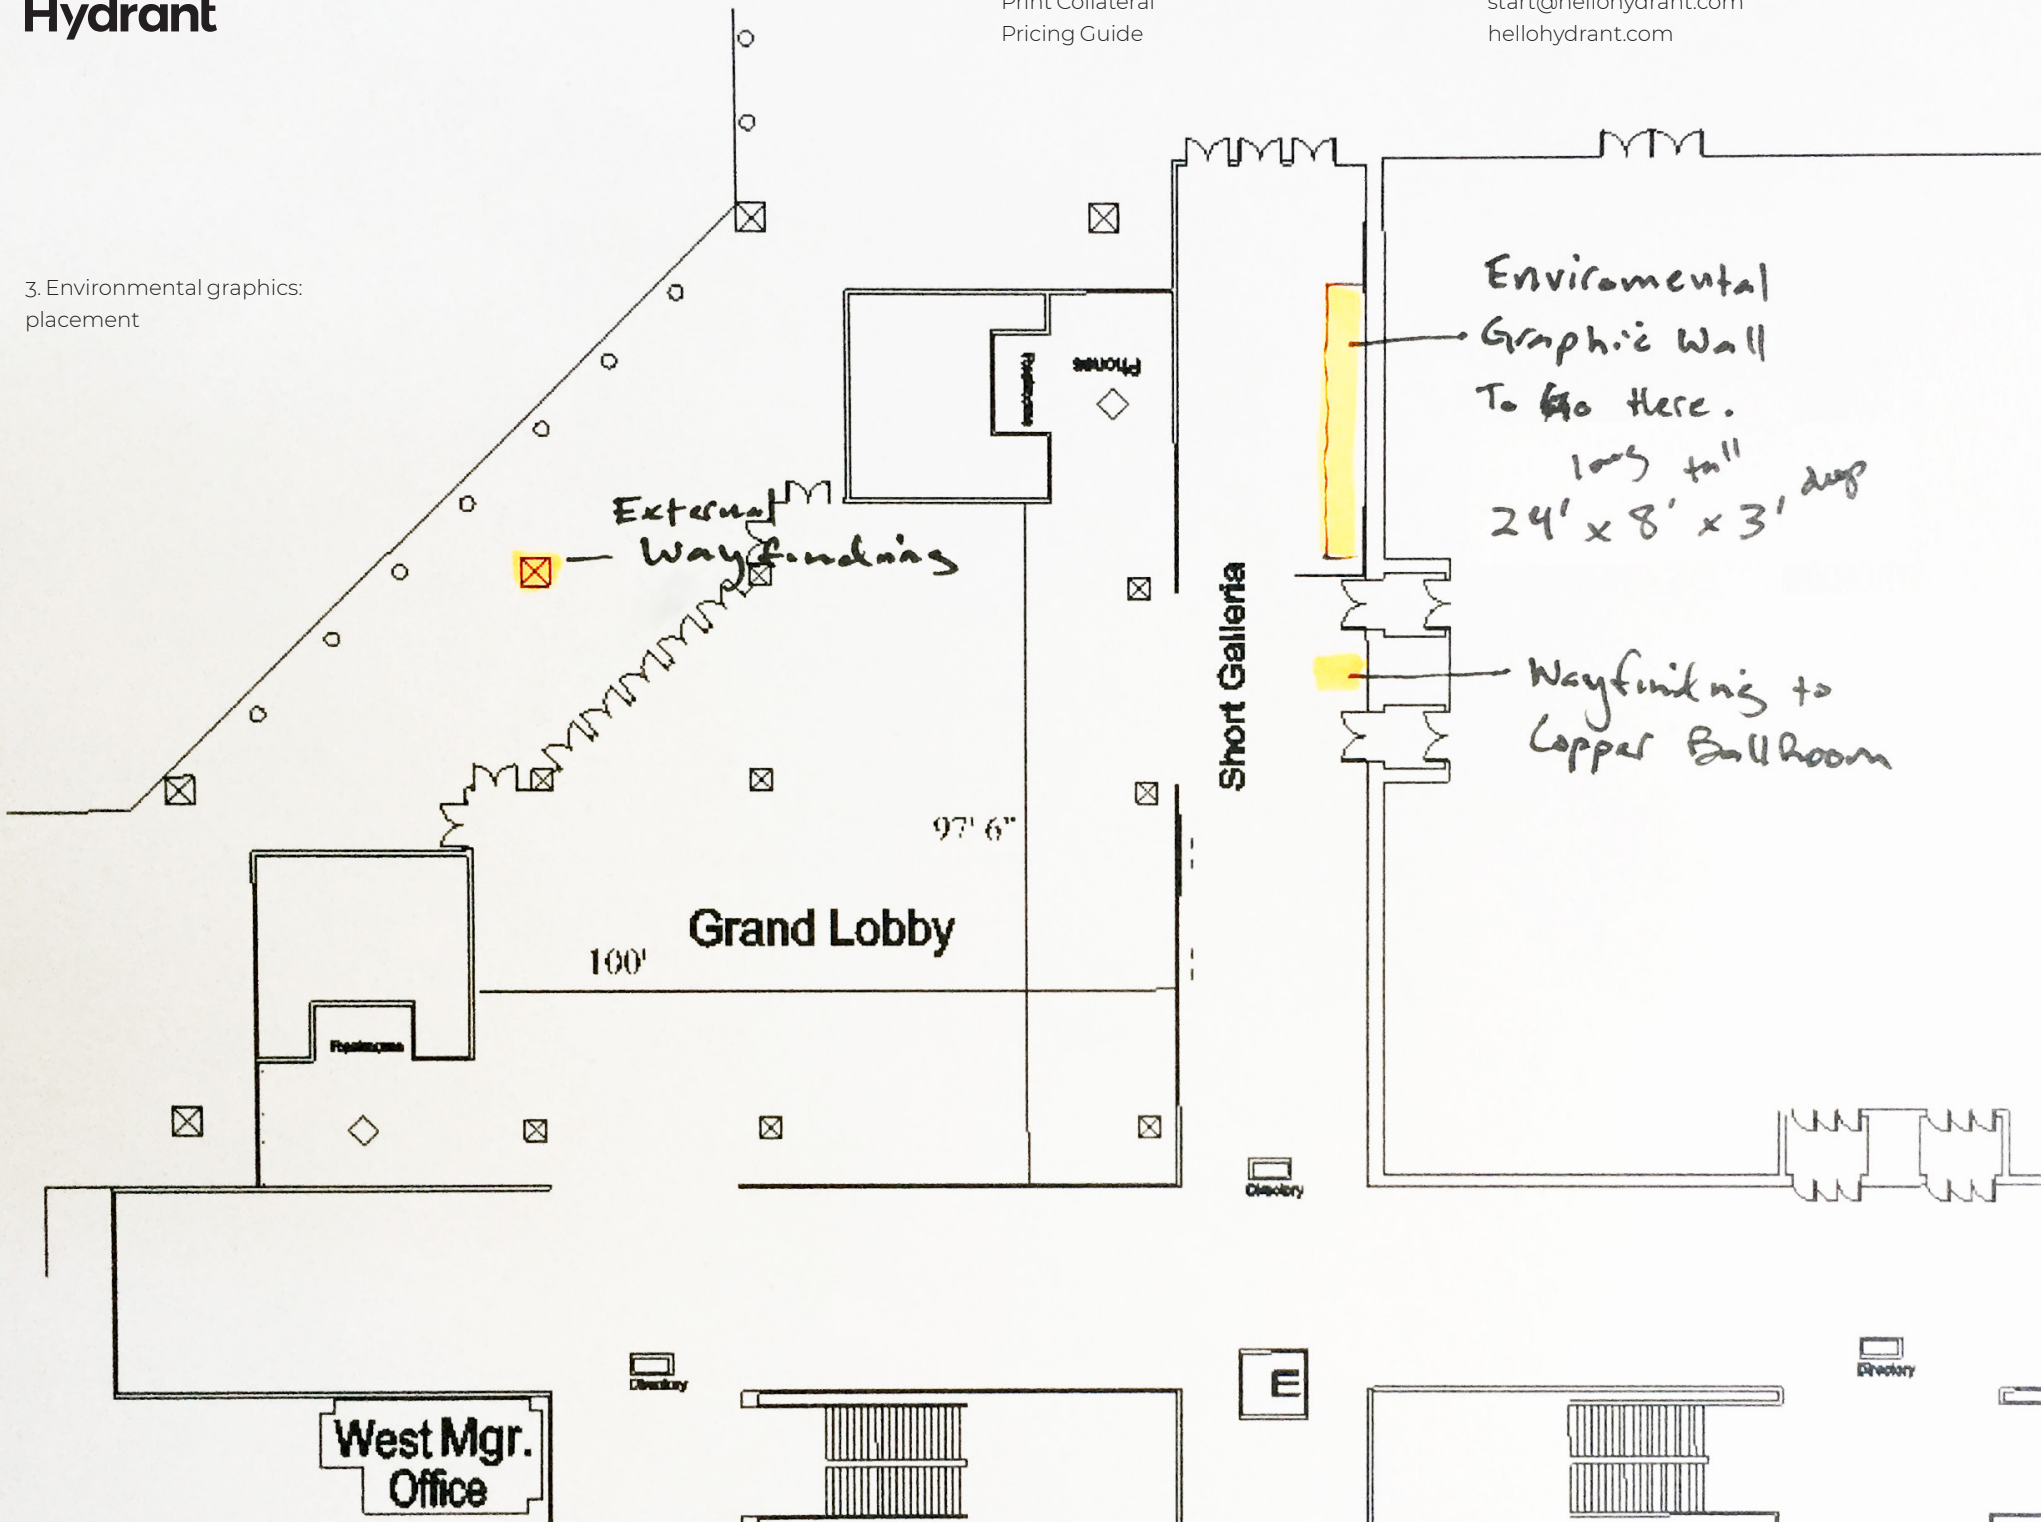 Hydrant
Print Collateral
Pricing Guide
start@hellohydrant.com
hellohydrant.com
3. Environmental graphics:
placement
Enviromental
Graphic Wall
To Go Here.
long tall deep
24' x 8' x 3'
Phones
Restrooms
External
Wayfinding
Short Galleria
Wayfinding to
Copper BallRoom
97' 6"
Grand Lobby
100'
Restrooms
Directory
Directory
E
Directory
West Mgr.
Office